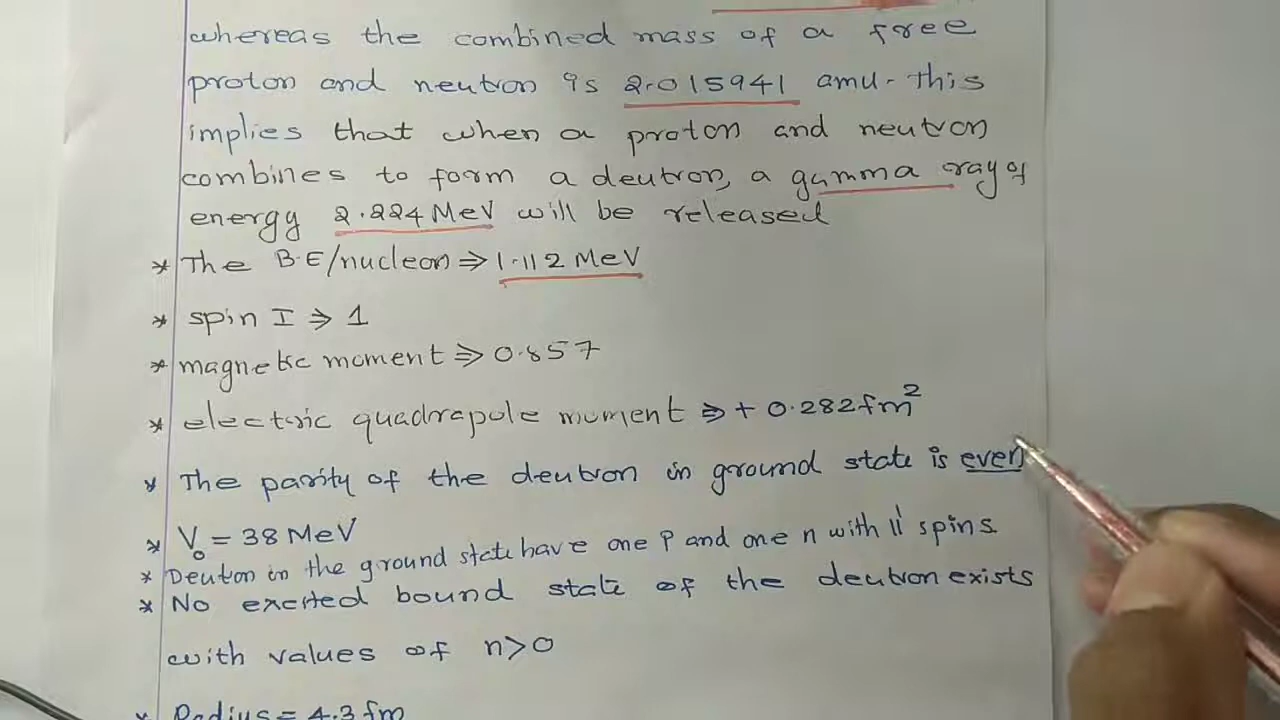 whereas the combined mass of a free
proton and neutron is 2.015941 amu. This
implies that when a proton and neutron
combines to form a deutron, a gamma ray of
energy 2.224 MeV will be released
* The B.E/nucleon ⇒ 1.112 MeV
* spin I ⇒ 1
* magnetic moment ⇒ 0.857
* electric quadrapole moment ⇒ + 0.282 fm²
* The parity of the deutron in ground state is even
* V₀ = 38 MeV
* Deuton in the ground state have one P and one n with ||ˡ spins
* No excited bound state of the deutron exists
with values of n>0
* Radius = 4.3 fm